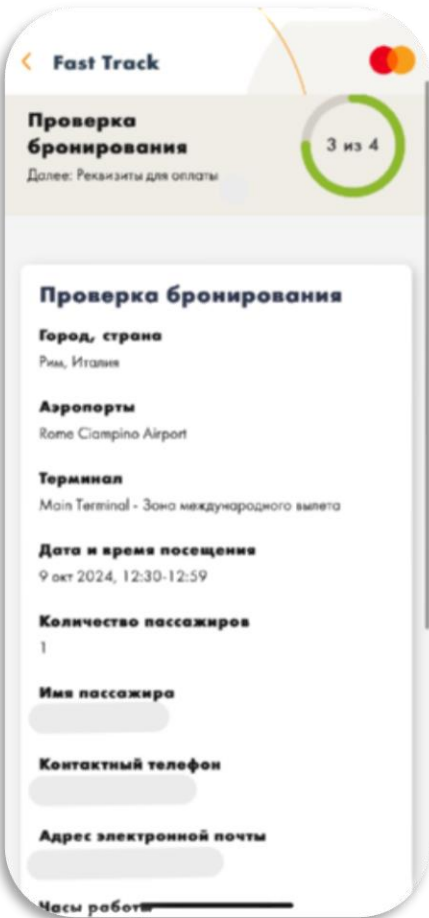 Fast Track
Проверка
бронирования
Далее: Реквизиты для оплаты
3 из 4
Проверка бронирования
Город, страна
Рим, Италия
Аэропорты
Rome Ciampino Airport
Терминал
Main Terminal - Зона международного вылета
Дата и время посещения
9 окт 2024, 12:30-12:59
Количество пассажиров
1
Имя пассажира
Контактный телефон
Адрес электронной почты
Часы работы